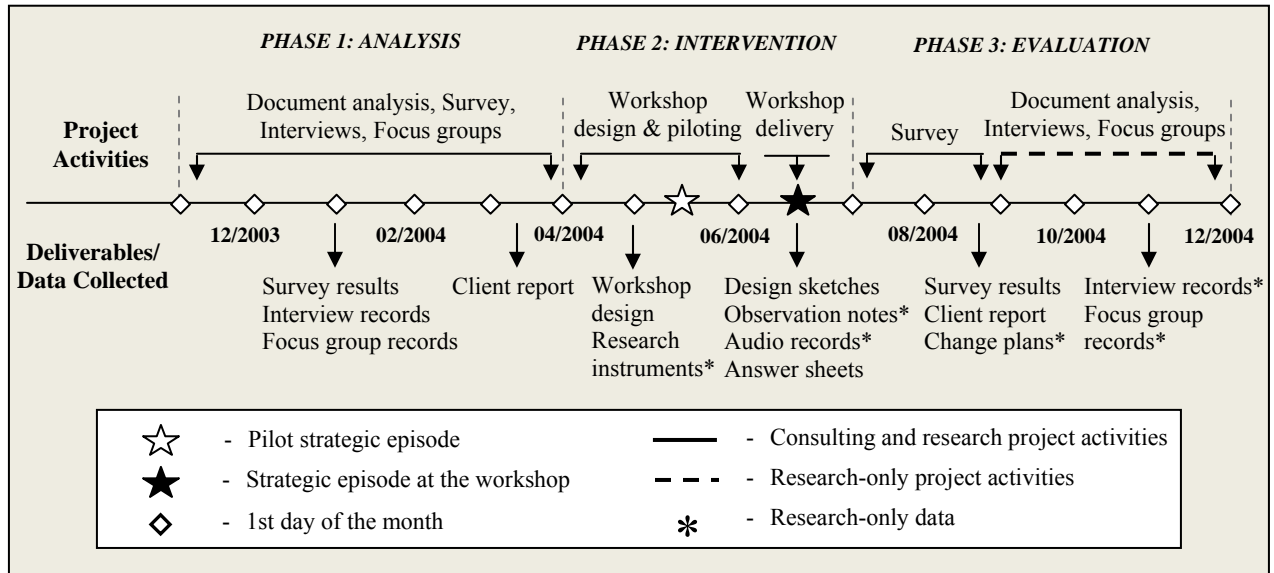 PHASE 1: ANALYSIS
PHASE 2: INTERVENTION
PHASE 3: EVALUATION
Project
Activities
Document analysis, Survey,
Interviews, Focus groups
Workshop
design & piloting
Workshop
delivery
Survey
Document analysis,
Interviews, Focus groups
12/2003
02/2004
04/2004
06/2004
08/2004
10/2004
12/2004
Deliverables/
Data Collected
Survey results
Interview records
Focus group records
Client report
Workshop
design
Research
instruments*
Design sketches
Observation notes*
Audio records*
Answer sheets
Survey results
Client report
Change plans*
Interview records*
Focus group
records*
- Pilot strategic episode
- Strategic episode at the workshop
- 1st day of the month
- Consulting and research project activities
- Research-only project activities
* - Research-only data